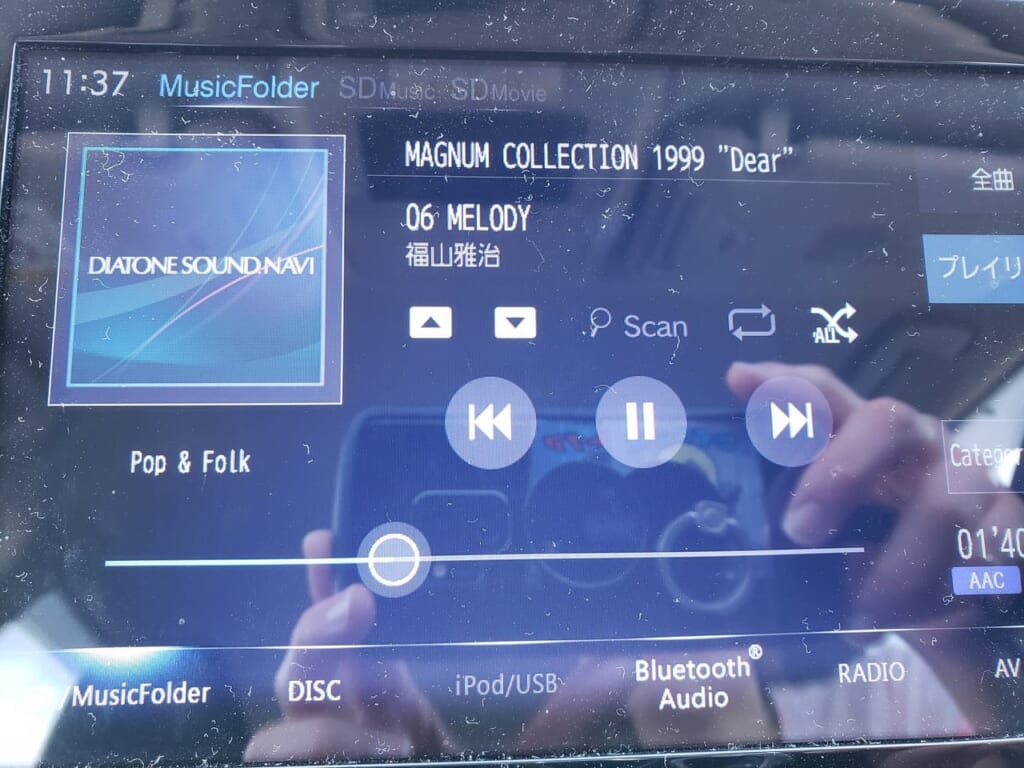 11:37 MusicFolder SDMusic SDMovie
MAGNUM COLLECTION 1999 "Dear"
全曲
06 MELODY
福山雅治
プレイリ
DIATONE SOUND.NAVI
Scan
ALL
Pop & Folk
Categor
01'40
AAC
/MusicFolder
DISC
iPod/USB
Bluetooth®
Audio
RADIO
AV